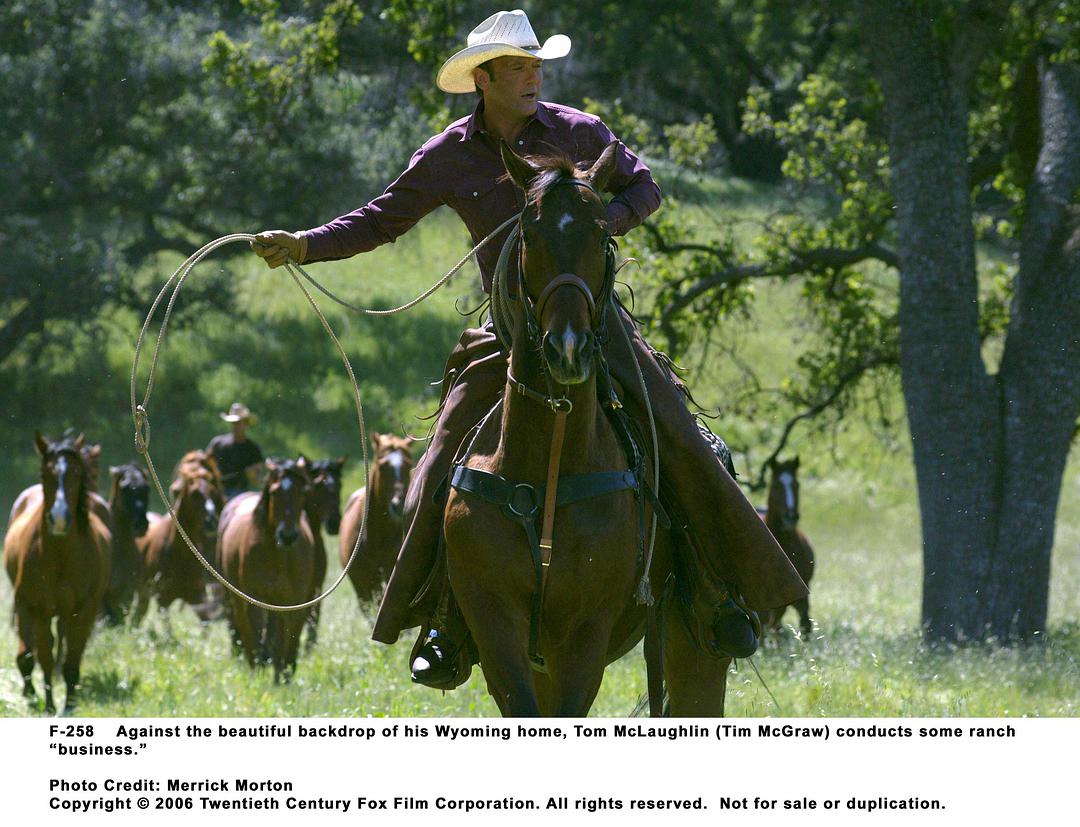 F-258 Against the beautiful backdrop of his Wyoming home, Tom McLaughlin (Tim McGraw) conducts some ranch
“business.”
Photo Credit: Merrick Morton
Copyright © 2006 Twentieth Century Fox Film Corporation. All rights reserved. Not for sale or duplication.